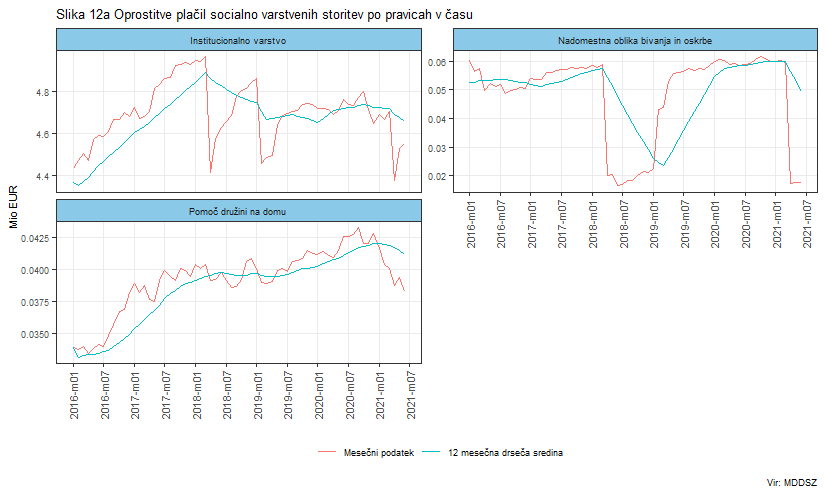 Slika 12a Oprostitve plačil socialno varstvenih storitev po pravicah v času
Institucionalno varstvo
Nadomestna oblika bivanja in oskrbe
4.8
4.6
4.4
0.06
0.05
0.04
0.03
0.02
2016-m01
2016-m07
2017-m01
2017-m07
2018-m01
2018-m07
2019-m01
2019-m07
2020-m01
2020-m07
2021-m01
2021-m07
Mio EUR
Pomoč družini na domu
0.0425
0.0400
0.0375
0.0350
2016-m01
2016-m07
2017-m01
2017-m07
2018-m01
2018-m07
2019-m01
2019-m07
2020-m01
2020-m07
2021-m01
2021-m07
Mesečni podatek
12 mesečna drseča sredina
Vir: MDDSZ